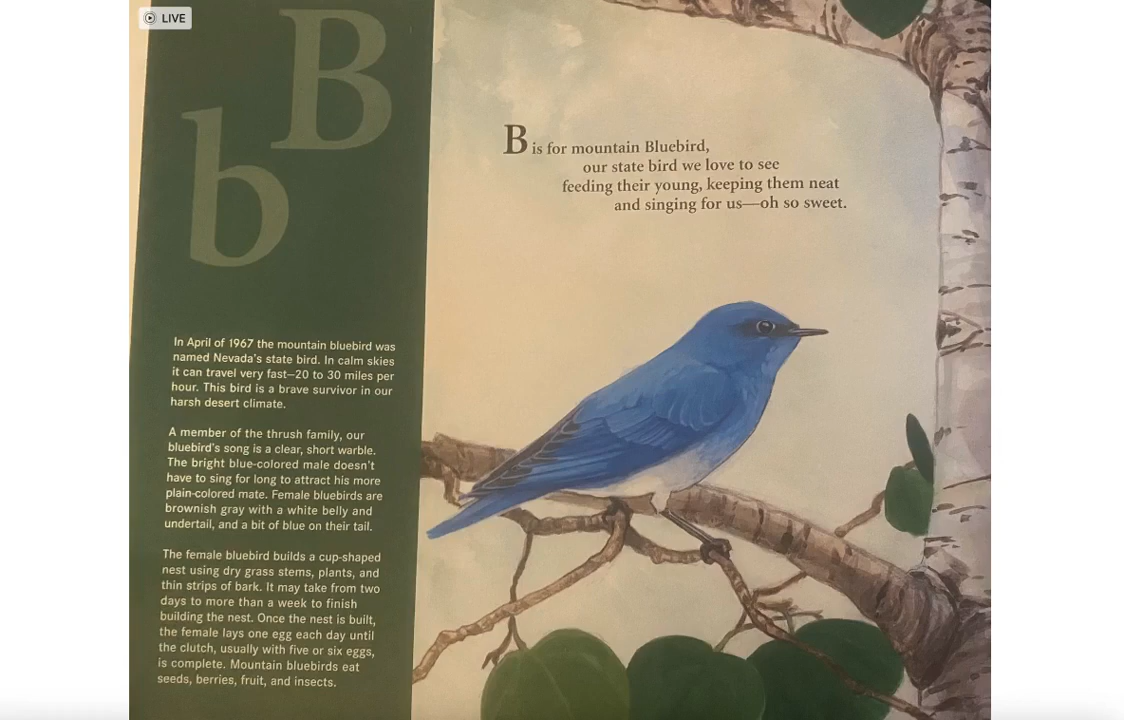 LIVE
B
b
In April of 1967 the mountain bluebird was
named Nevada's state bird. In calm skies
it can travel very fast—20 to 30 miles per
hour. This bird is a brave survivor in our
harsh desert climate.
A member of the thrush family, our
bluebird's song is a clear, short warble.
The bright blue-colored male doesn't
have to sing for long to attract his more
plain-colored mate. Female bluebirds are
brownish gray with a white belly and
undertail, and a bit of blue on their tail.
The female bluebird builds a cup-shaped
nest using dry grass stems, plants, and
thin strips of bark. It may take from two
days to more than a week to finish
building the nest. Once the nest is built,
the female lays one egg each day until
the clutch, usually with five or six eggs,
is complete. Mountain bluebirds eat
seeds, berries, fruit, and insects.
B is for mountain Bluebird,
our state bird we love to see
feeding their young, keeping them neat
and singing for us—oh so sweet.